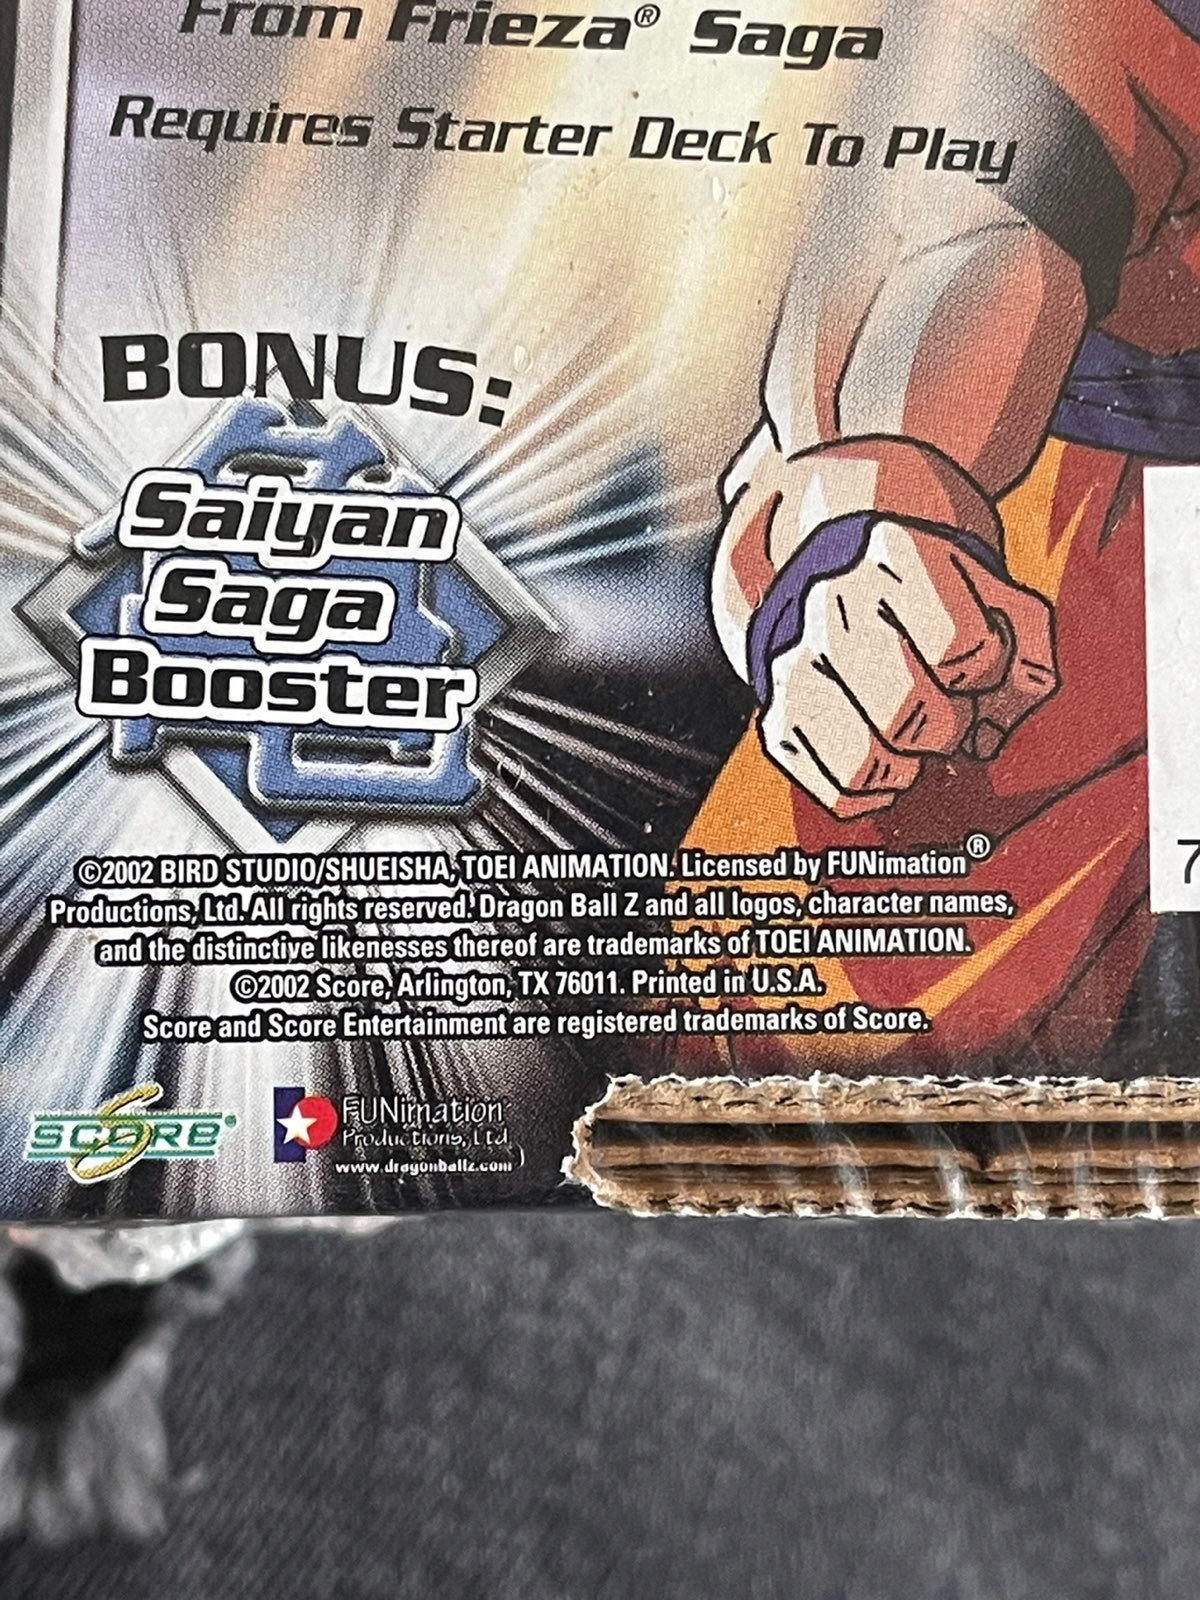 From Frieza® Saga
Requires Starter Deck To Play
BONUS:
Saiyan
Saga
Booster
©2002 BIRD STUDIO/SHUEISHA, TOEI ANIMATION. Licensed by FUNimation®
Productions, Ltd. All rights reserved. Dragon Ball Z and all logos, character names,
and the distinctive likenesses thereof are trademarks of TOEI ANIMATION.
©2002 Score, Arlington, TX 76011. Printed in U.S.A.
Score and Score Entertainment are registered trademarks of Score.
SCORE®
FUNimation
Productions, Ltd
www.dragonballz.com
7